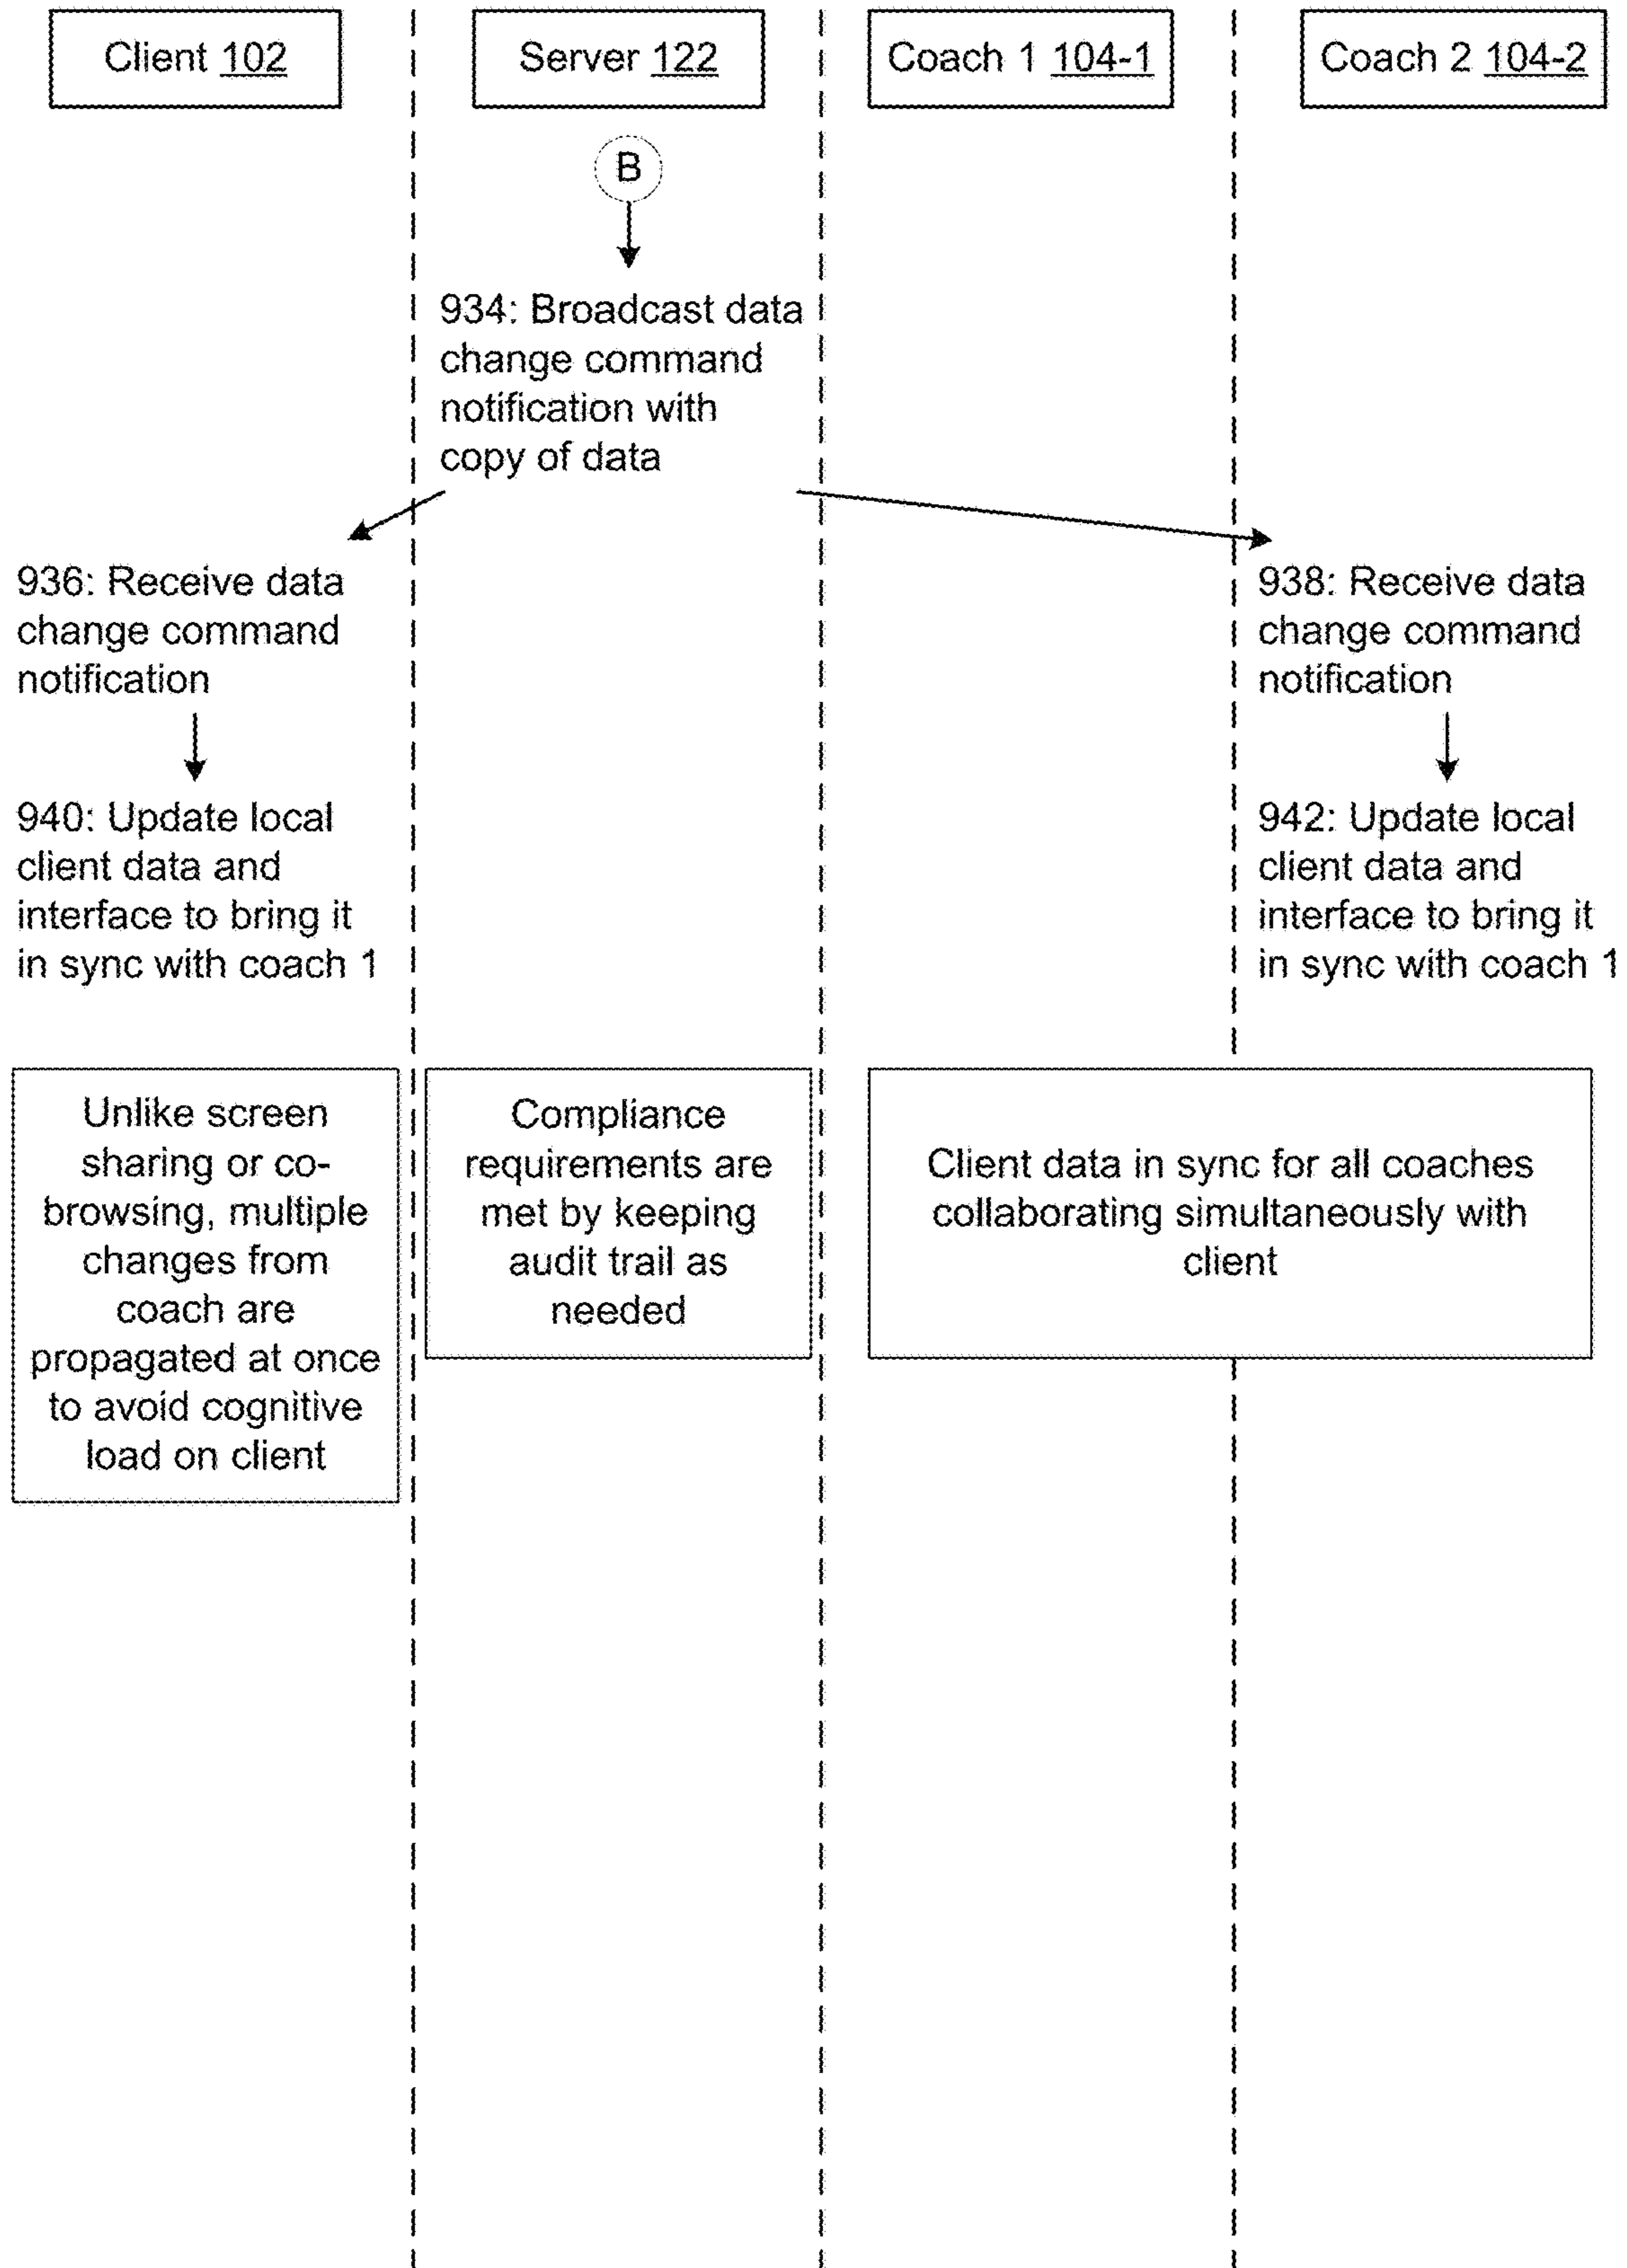 Client 102
Server 122
Coach 1 104-1
Coach 2 104-2
B
934: Broadcast data
change command
notification with
copy of data
936: Receive data
change command
notification
938: Receive data
change command
notification
940: Update local
client data and
interface to bring it
in sync with coach 1
942: Update local
client data and
interface to bring it
in sync with coach 1
Unlike screen
sharing or co-
browsing, multiple
changes from
coach are
propagated at once
to avoid cognitive
load on client
Compliance
requirements are
met by keeping
audit trail as
needed
Client data in sync for all coaches
collaborating simultaneously with
client